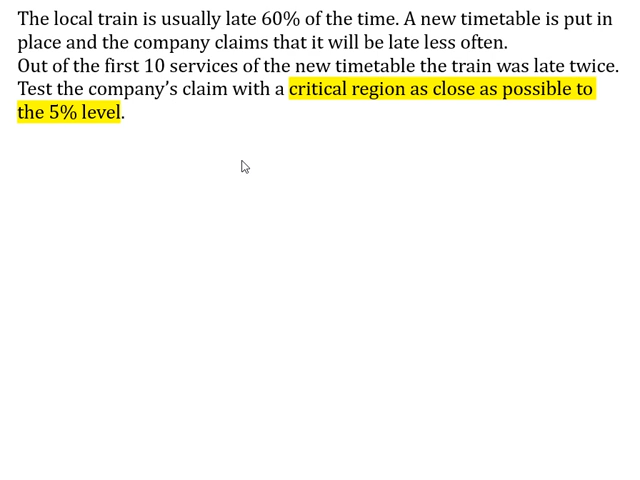 The local train is usually late 60% of the time. A new timetable is put in
place and the company claims that it will be late less often.
Out of the first 10 services of the new timetable the train was late twice.
Test the company's claim with a critical region as close as possible to
the 5% level.